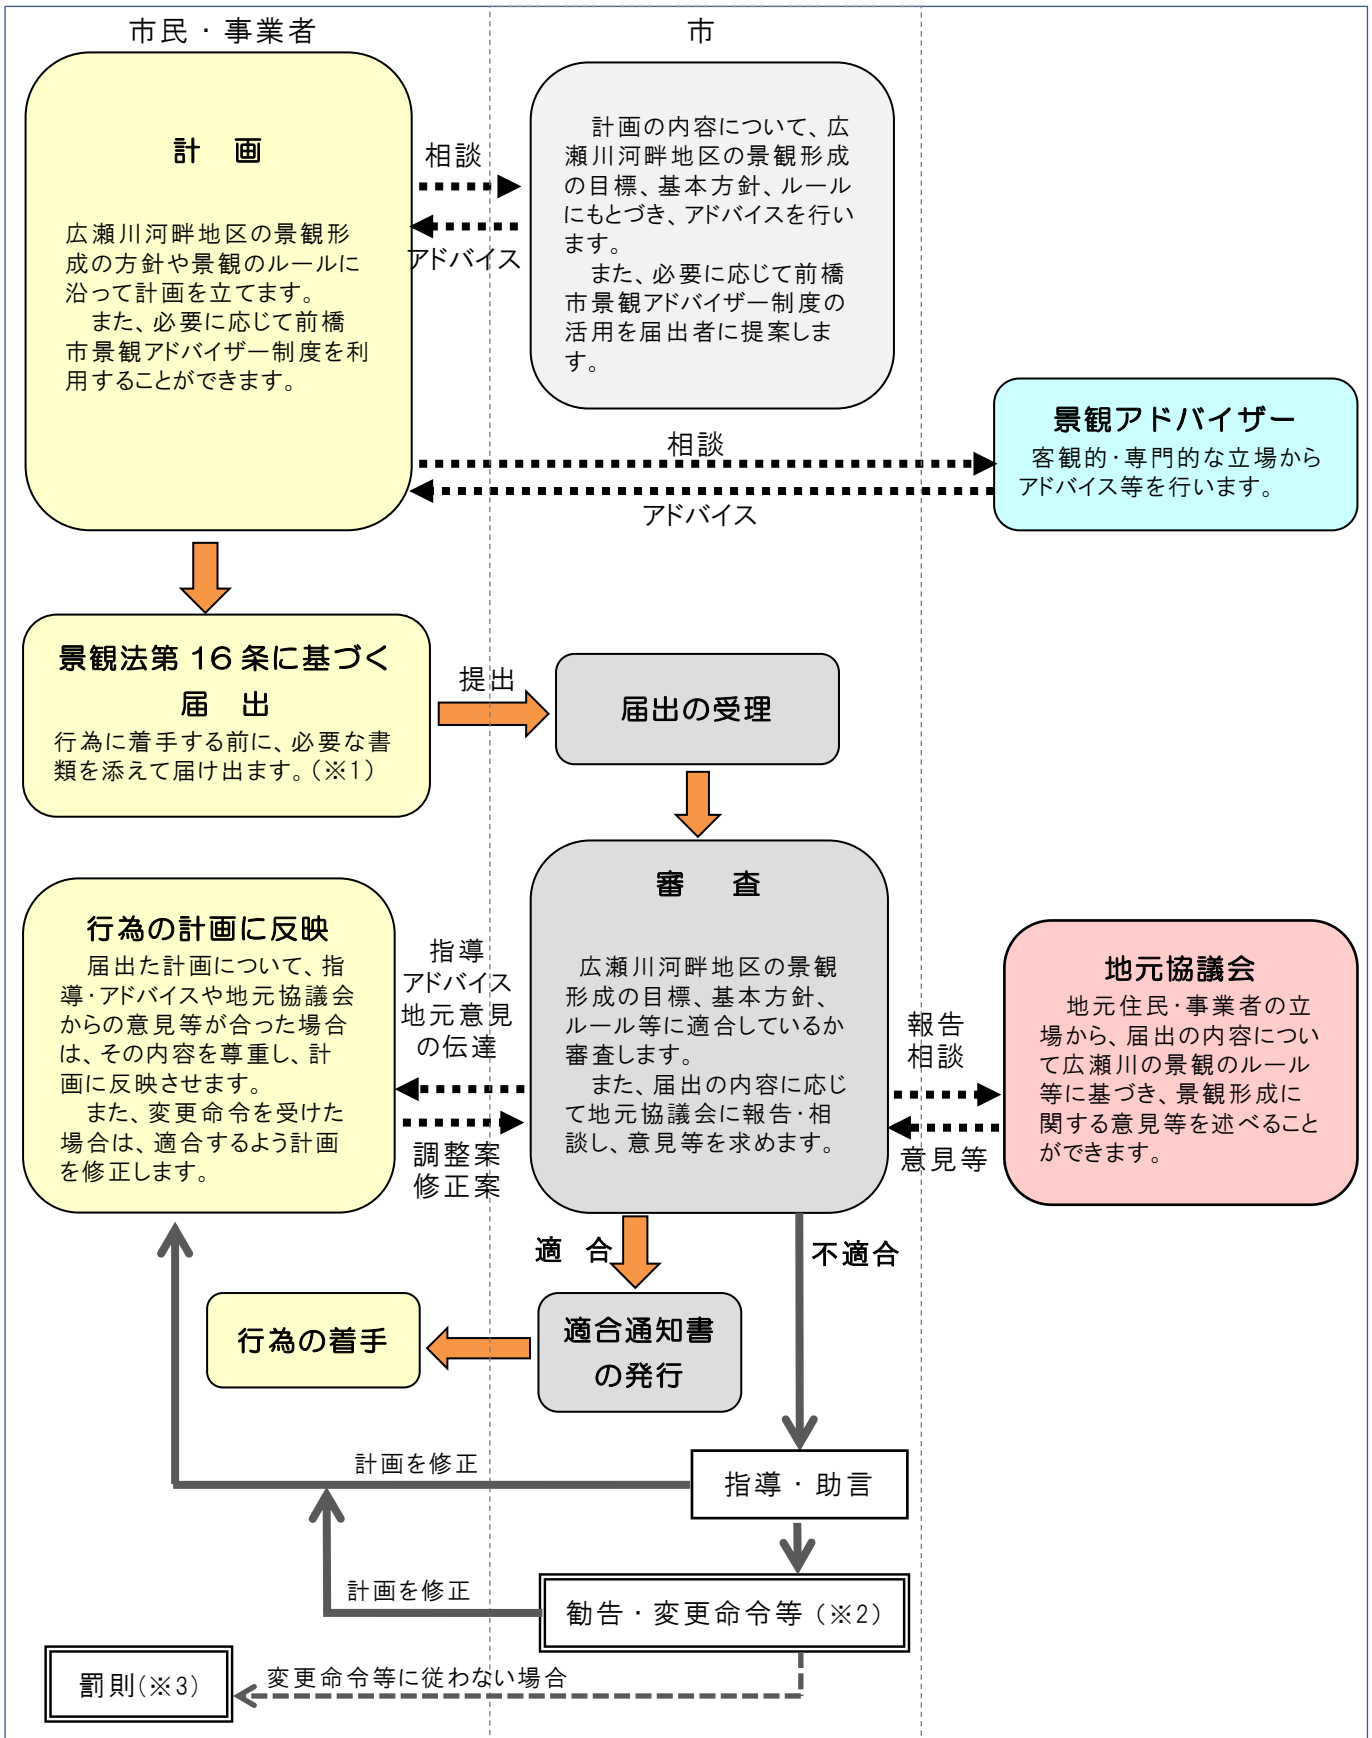 市民・事業者
市
計　画
広瀬川河畔地区の景観形
成の方針や景観のルールに
沿って計画を立てます。
また、必要に応じて前橋
市景観アドバイザー制度を利
用することができます。
相談
アドバイス
計画の内容について、広
瀬川河畔地区の景観形成
の目標、基本方針、ルール
にもとづき、アドバイスを行い
ます。
また、必要に応じて前橋
市景観アドバイザー制度の
活用を届出者に提案しま
す。
相談
アドバイス
景観アドバイザー
客観的・専門的な立場から
アドバイス等を行います。
景観法第 16 条に基づく
届　出
行為に着手する前に、必要な書
類を添えて届け出ます。（※1）
提出
届出の受理
審　査
広瀬川河畔地区の景観
形成の目標、基本方針、
ルール等に適合しているか
審査します。
また、届出の内容に応じ
て地元協議会に報告・相
談し、意見等を求めます。
行為の計画に反映
届出た計画について、指
導・アドバイスや地元協議会
からの意見等が合った場合
は、その内容を尊重し、計
画に反映させます。
また、変更命令を受けた
場合は、適合するよう計画
を修正します。
指導
アドバイス
地元意見
の伝達
調整案
修正案
報告
相談
意見等
地元協議会
地元住民・事業者の立
場から、届出の内容につい
て広瀬川の景観のルール
等に基づき、景観形成に
関する意見等を述べること
ができます。
適　合
不適合
適合通知書
の発行
行為の着手
計画を修正
指導・助言
計画を修正
勧告・変更命令等（※2）
変更命令等に従わない場合
罰則(※3)